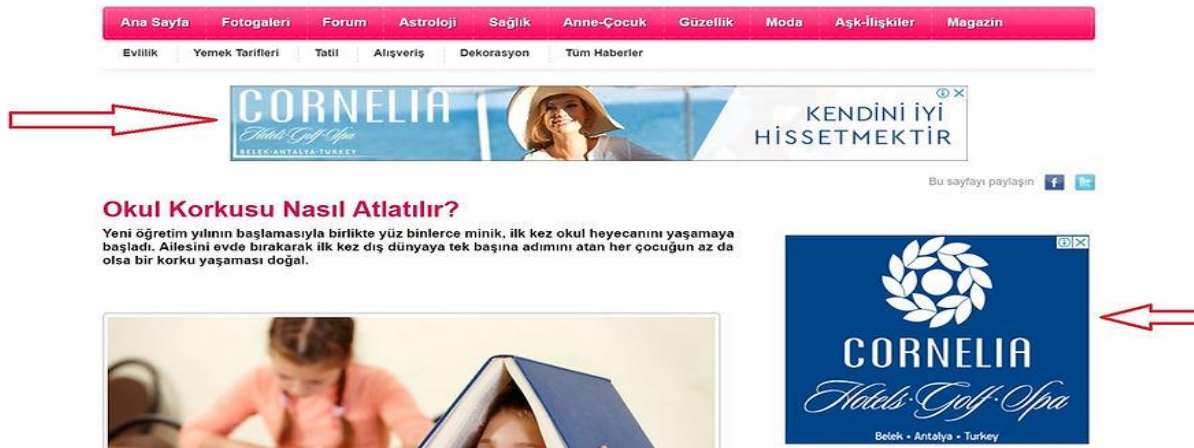 Ana Sayfa Fotogaleri Forum Astroloji Sağlık Anne-Çocuk Güzellik Moda Aşk-İlişkiler Magazin
Evlilik Yemek Tarifleri Tatil Alışveriş Dekorasyon Tüm Haberler
CORNELIA
Hotels·Golf·Spa
BELEK•ANTALYA•TURKEY
KENDİNİ İYİ
HİSSETMEKTİR
Bu sayfayı paylaşın
Okul Korkusu Nasıl Atlatılır?
Yeni öğretim yılının başlamasıyla birlikte yüz binlerce minik, ilk kez okul heyecanını yaşamaya
başladı. Ailesini evde bırakarak ilk kez dış dünyaya tek başına adımını atan her çocuğun az da
olsa bir korku yaşaması doğal.
CORNELIA
Hotels·Golf·Spa
Belek • Antalya • Turkey